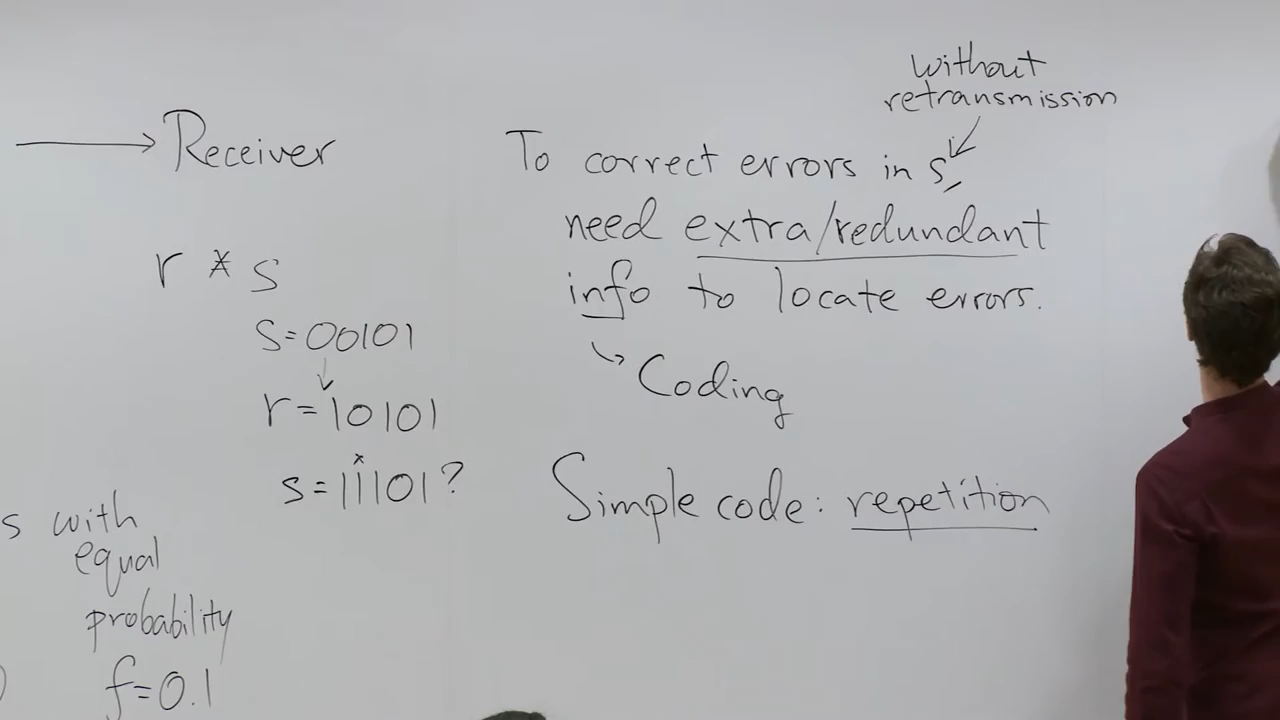 Receiver
r * s
s=00101
r=10101
s=11101?
s with
equal
probability
f=0.1
without
retransmission
To correct errors in s,
need extra/redundant
info to locate errors.
Coding
Simple code: repetition